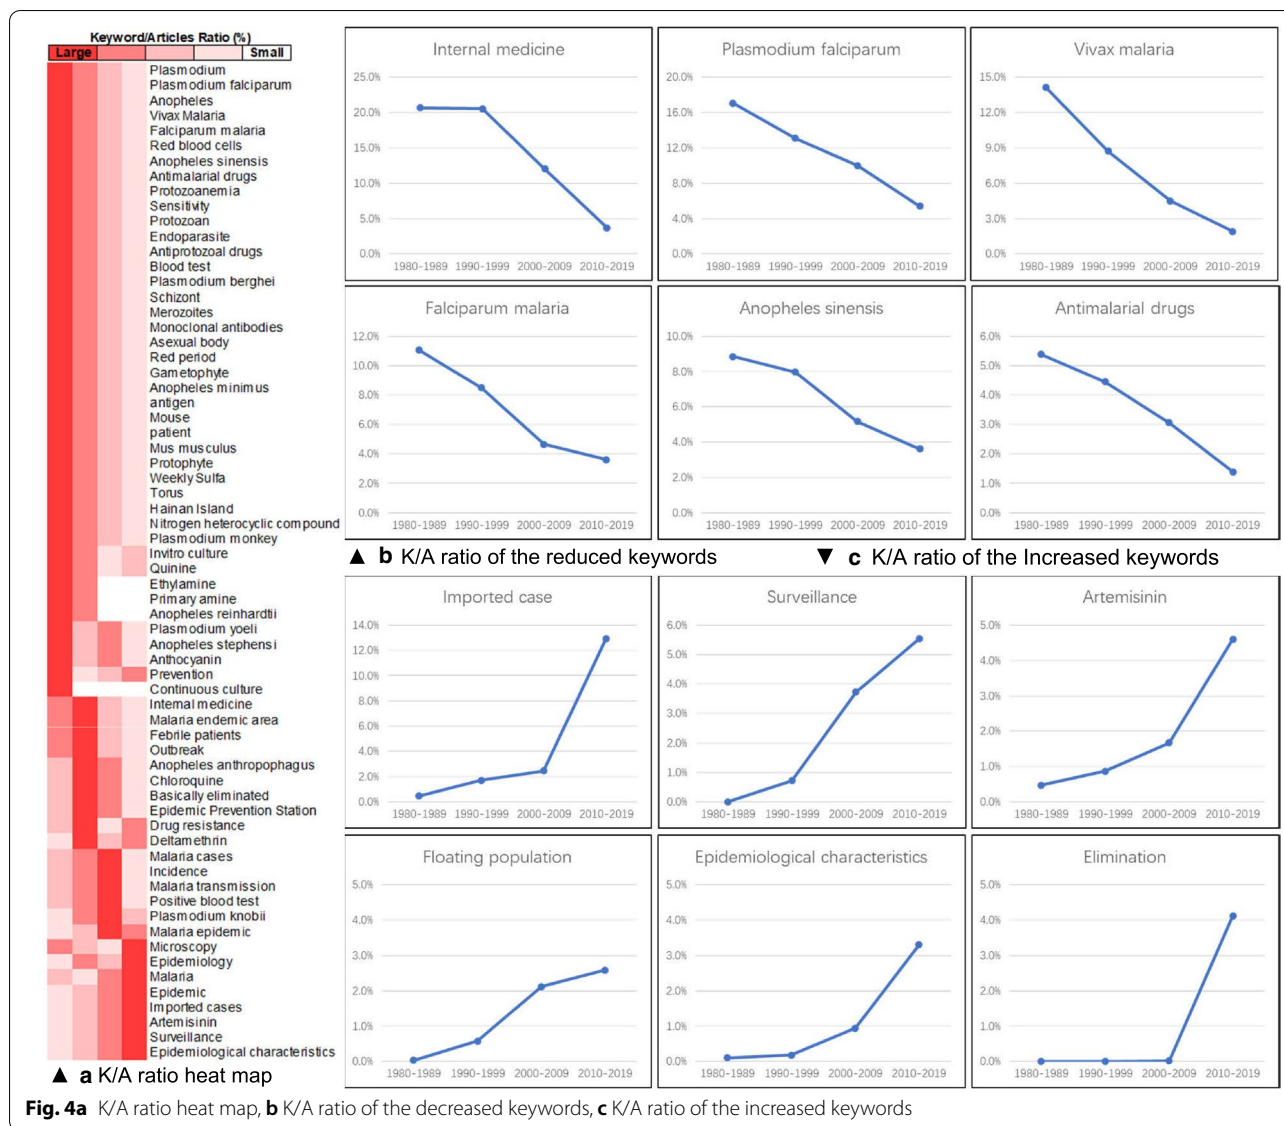 Keyword/Articles Ratio (%)
Large
Small
Plasmodium
Plasmodium falciparum
Anopheles
Vivax Malaria
Falciparum malaria
Red blood cells
Anopheles sinensis
Antimalarial drugs
Protozoanemia
Sensitivity
Protozoan
Endoparasite
Antiprotozoal drugs
Blood test
Plasmodium berghei
Schizont
Merozoites
Monoclonal antibodies
Asexual body
Red period
Gametophyte
Anopheles minimus
antigen
Mouse
patient
Mus musculus
Protophyte
Weekly Sulfa
Torus
Hainan Island
Nitrogen heterocyclic compound
Plasmodium monkey
Invitro culture
Quinine
Ethylamine
Primary amine
Anopheles reinhardtii
Plasmodium yoeli
Anopheles stephensi
Anthocyanin
Prevention
Continuous culture
Internal medicine
Malaria endemic area
Febrile patients
Outbreak
Anopheles anthropophagus
Chloroquine
Basically eliminated
Epidemic Prevention Station
Drug resistance
Deltamethrin
Malaria cases
Incidence
Malaria transmission
Positive blood test
Plasmodium knobii
Malaria epidemic
Microscopy
Epidemiology
Malaria
Epidemic
Imported cases
Artemisinin
Surveillance
Epidemiological characteristics
▲ a K/A ratio heat map
Internal medicine
25.0%
20.0%
15.0%
10.0%
5.0%
0.0%
1980-1989 1990-1999 2000-2009 2010-2019
Plasmodium falciparum
20.0%
16.0%
12.0%
8.0%
4.0%
0.0%
1980-1989 1990-1999 2000-2009 2010-2019
Vivax malaria
15.0%
12.0%
9.0%
6.0%
3.0%
0.0%
1980-1989 1990-1999 2000-2009 2010-2019
Falciparum malaria
12.0%
10.0%
8.0%
6.0%
4.0%
2.0%
0.0%
1980-1989 1990-1999 2000-2009 2010-2019
Anopheles sinensis
10.0%
8.0%
6.0%
4.0%
2.0%
0.0%
1980-1989 1990-1999 2000-2009 2010-2019
Antimalarial drugs
6.0%
5.0%
4.0%
3.0%
2.0%
1.0%
0.0%
1980-1989 1990-1999 2000-2009 2010-2019
▲ b K/A ratio of the reduced keywords
▼ c K/A ratio of the Increased keywords
Imported case
14.0%
12.0%
10.0%
8.0%
6.0%
4.0%
2.0%
0.0%
1980-1989 1990-1999 2000-2009 2010-2019
Surveillance
6.0%
5.0%
4.0%
3.0%
2.0%
1.0%
0.0%
1980-1989 1990-1999 2000-2009 2010-2019
Artemisinin
5.0%
4.0%
3.0%
2.0%
1.0%
0.0%
1980-1989 1990-1999 2000-2009 2010-2019
Floating population
5.0%
4.0%
3.0%
2.0%
1.0%
0.0%
1980-1989 1990-1999 2000-2009 2010-2019
Epidemiological characteristics
5.0%
4.0%
3.0%
2.0%
1.0%
0.0%
1980-1989 1990-1999 2000-2009 2010-2019
Elimination
5.0%
4.0%
3.0%
2.0%
1.0%
0.0%
1980-1989 1990-1999 2000-2009 2010-2019
Fig. 4a K/A ratio heat map, b K/A ratio of the decreased keywords, c K/A ratio of the increased keywords